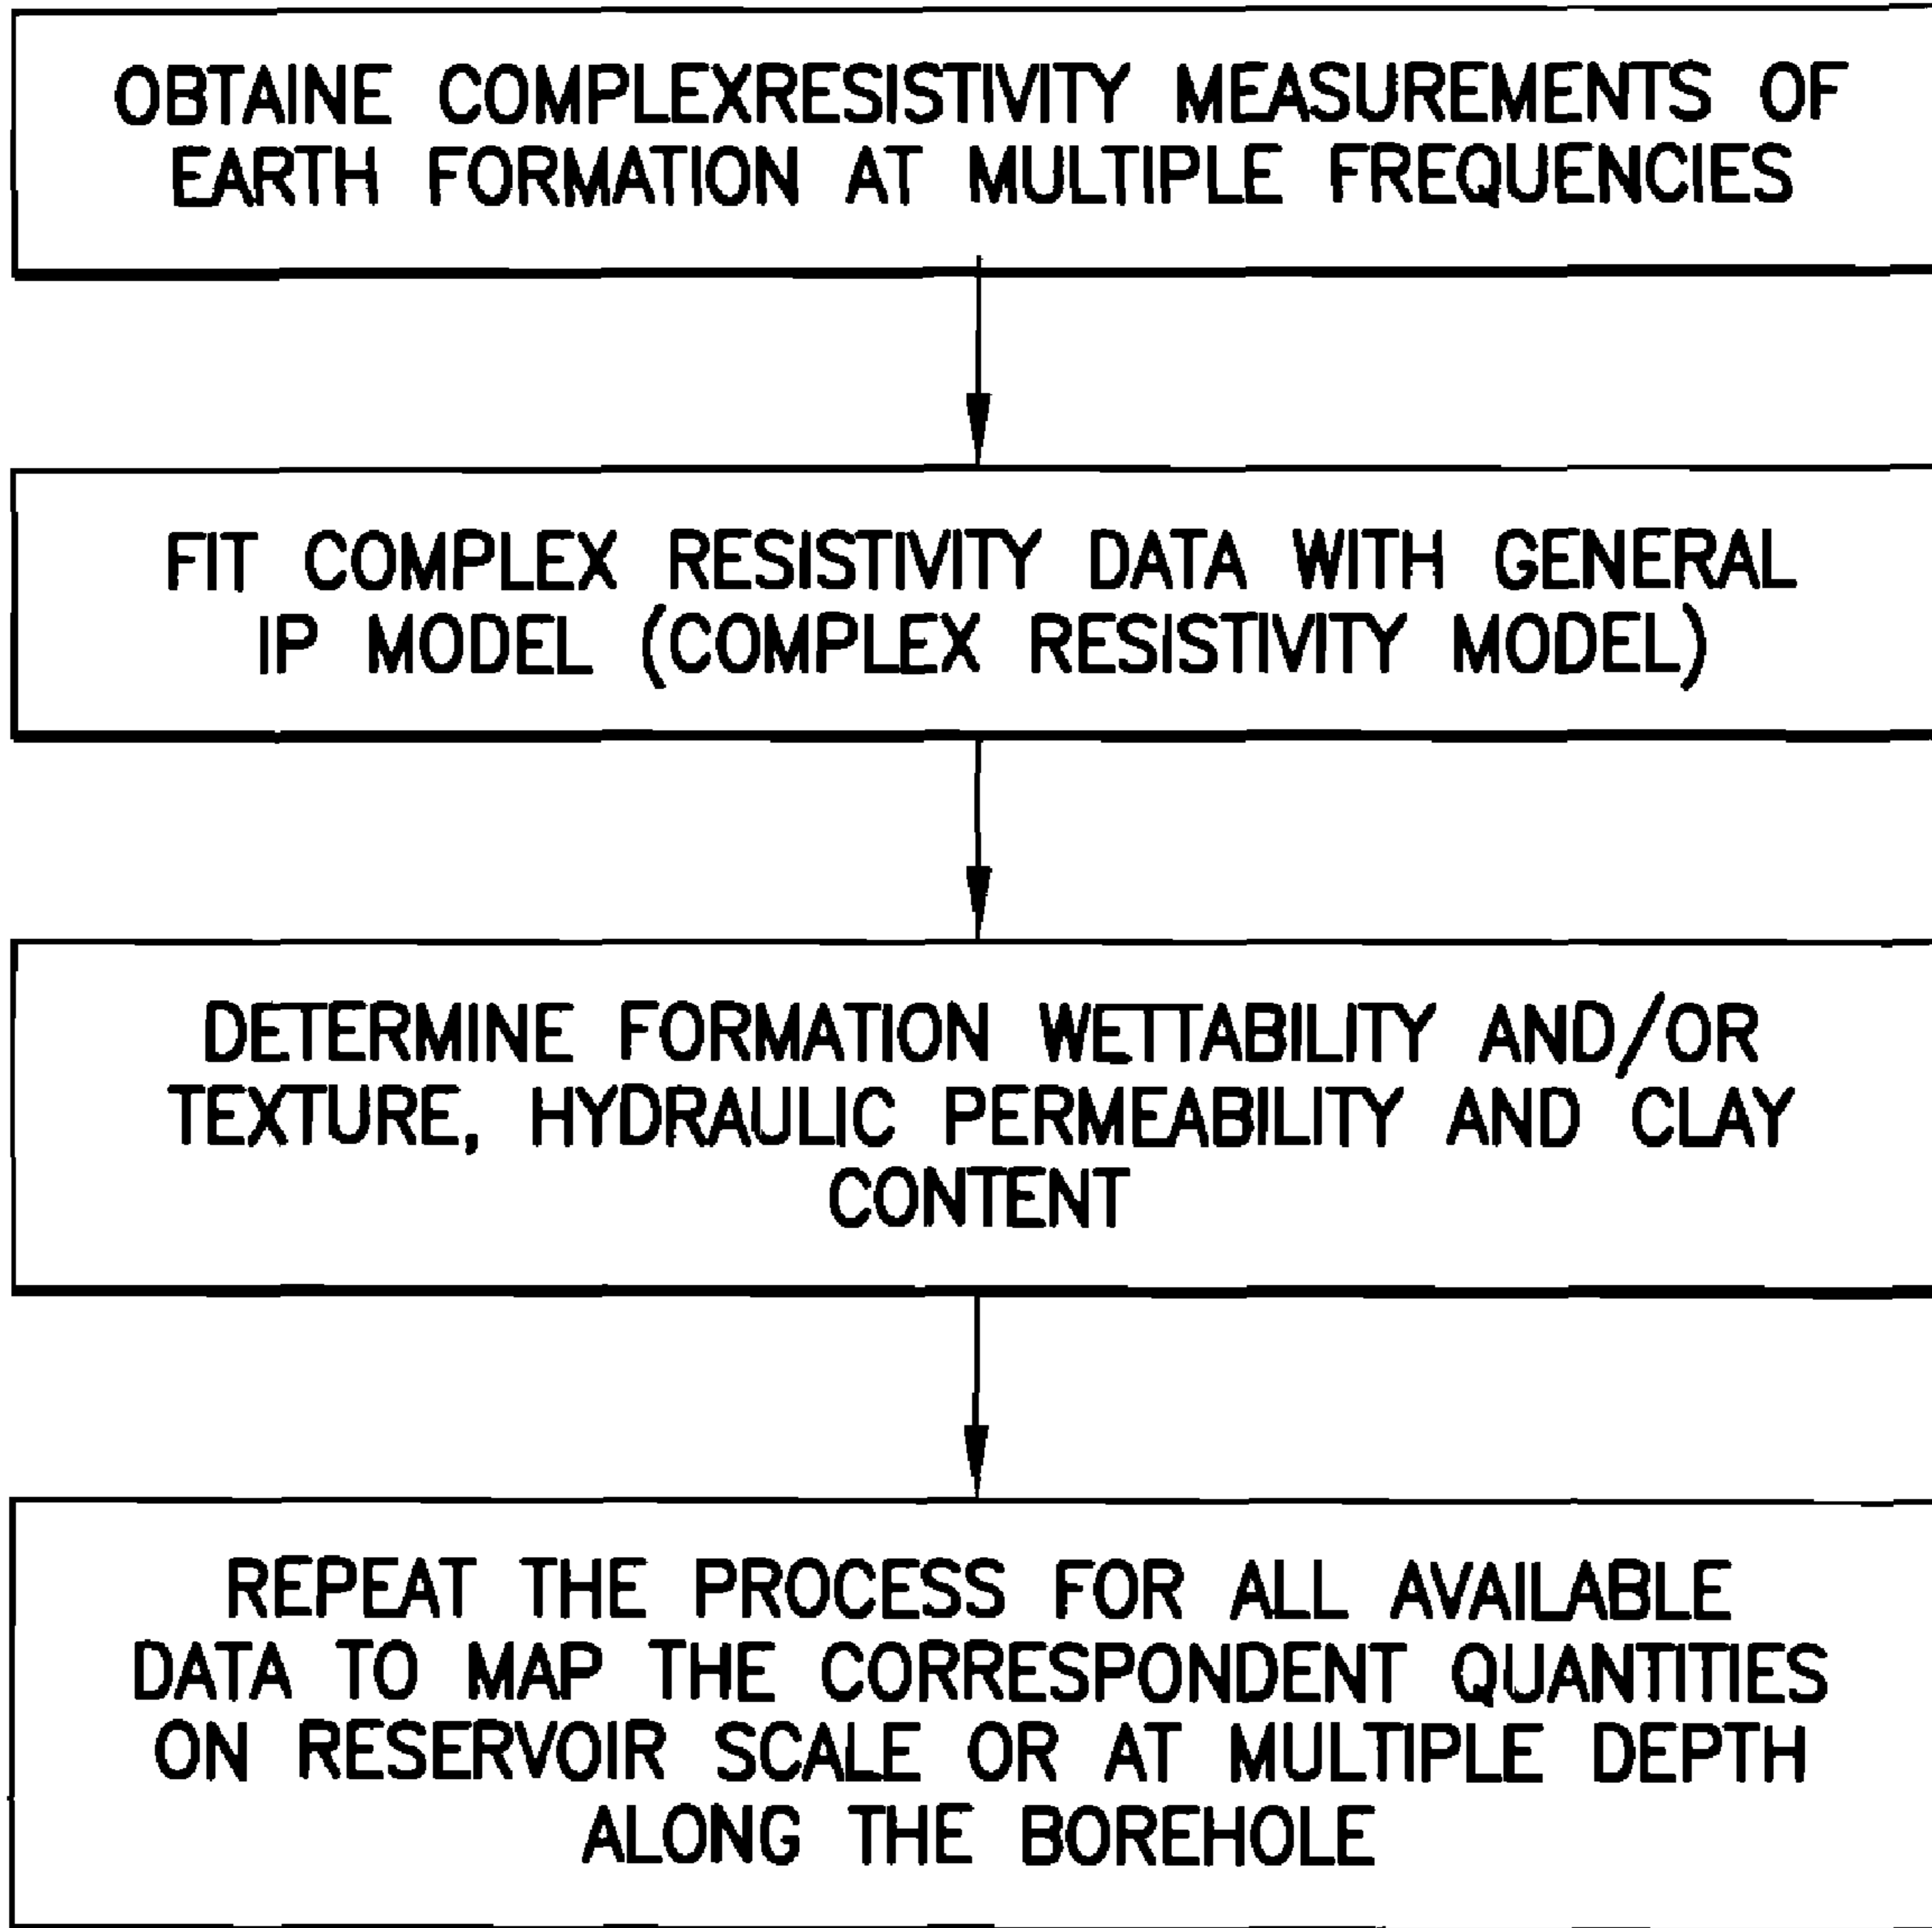 OBTAINE COMPLEXRESISTIVITY MEASUREMENTS OF
EARTH FORMATION AT MULTIPLE FREQUENCIES
FIT COMPLEX RESISTIVITY DATA WITH GENERAL
IP MODEL (COMPLEX RESISTIVITY MODEL)
DETERMINE FORMATION WETTABILITY AND/OR
TEXTURE, HYDRAULIC PERMEABILITY AND CLAY
CONTENT
REPEAT THE PROCESS FOR ALL AVAILABLE
DATA TO MAP THE CORRESPONDENT QUANTITIES
ON RESERVOIR SCALE OR AT MULTIPLE DEPTH
ALONG THE BOREHOLE